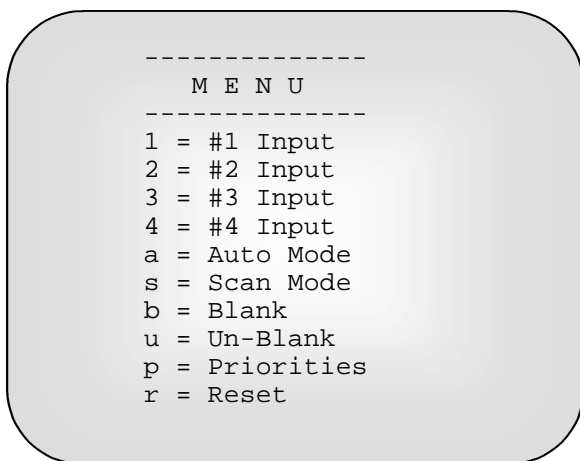 --------------
M E N U
--------------
1 = #1 Input
2 = #2 Input
3 = #3 Input
4 = #4 Input
a = Auto Mode
s = Scan Mode
b = Blank
u = Un-Blank
p = Priorities
r = Reset